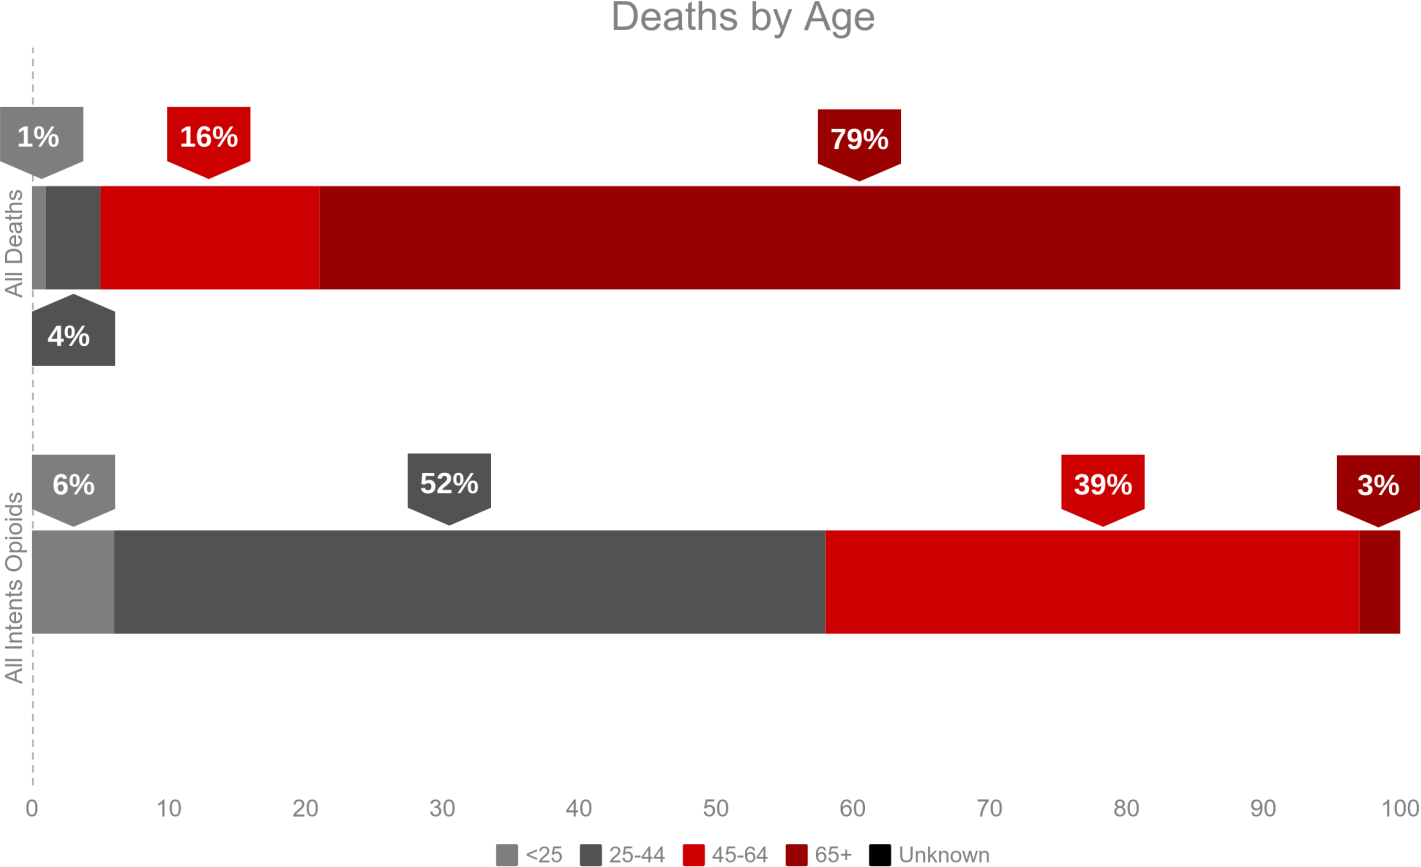 Deaths by Age
1% 16% 79%
All Deaths
4%
6% 52% 39% 3%
All Intents Opioids
0 10 20 30 40 50 60 70 80 90 100
<25 25-44 45-64 65+ Unknown